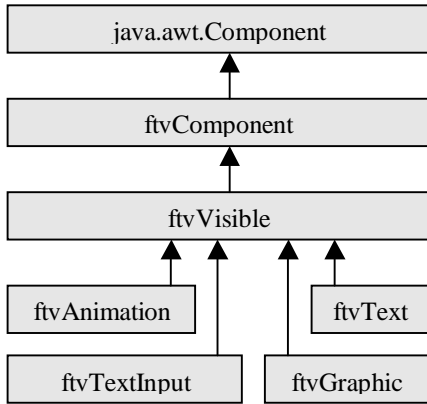 java.awt.Component
ftvComponent
ftvVisible
ftvAnimation
ftvText
ftvTextInput
ftvGraphic